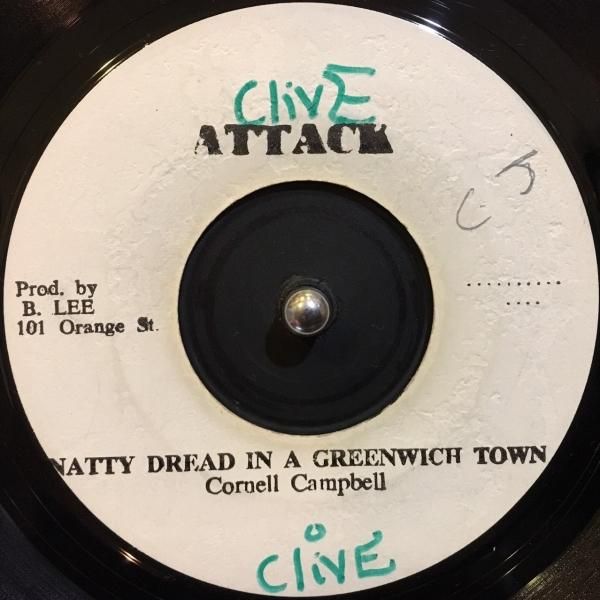 CLivE
ATTACK
Prod. by
B. LEE
101 Orange St.
..........
....
NATTY DREAD IN A GREENWICH TOWN
Cornell Campbell
CLivE